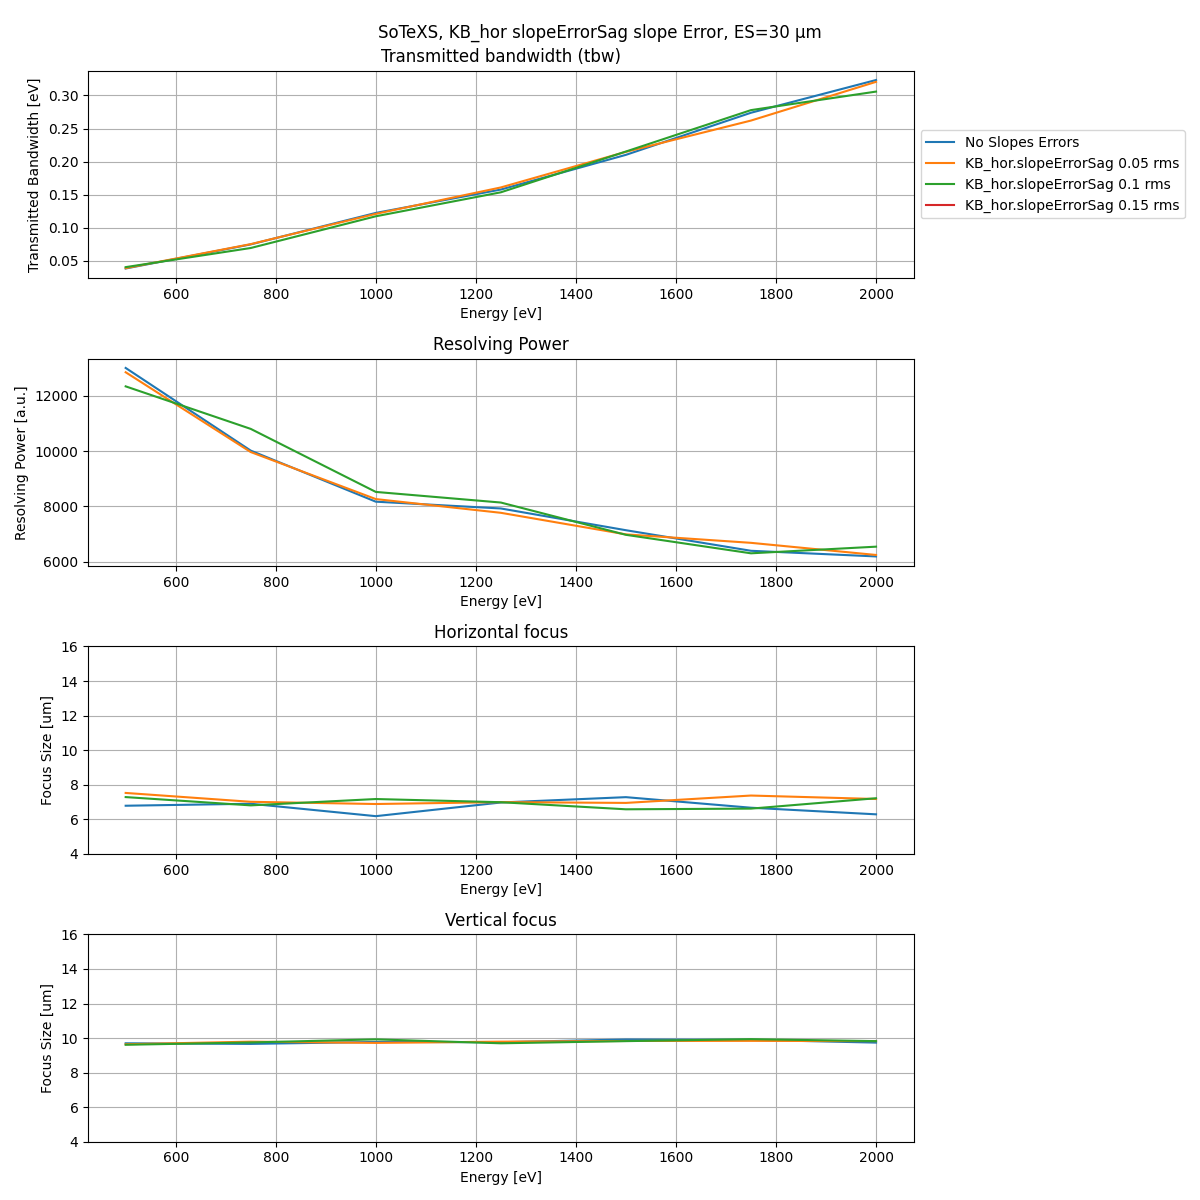 SoTeXS, KB_hor slopeErrorSag slope Error, ES=30 µm
Transmitted bandwidth (tbw)
Transmitted Bandwidth [eV]
0.30
0.25
0.20
0.15
0.10
0.05
600 800 1000 1200 1400 1600 1800 2000
Energy [eV]
No Slopes Errors
KB_hor.slopeErrorSag 0.05 rms
KB_hor.slopeErrorSag 0.1 rms
KB_hor.slopeErrorSag 0.15 rms
Resolving Power
Resolving Power [a.u.]
12000
10000
8000
6000
600 800 1000 1200 1400 1600 1800 2000
Energy [eV]
Horizontal focus
Focus Size [um]
16
14
12
10
8
6
4
600 800 1000 1200 1400 1600 1800 2000
Energy [eV]
Vertical focus
Focus Size [um]
16
14
12
10
8
6
4
600 800 1000 1200 1400 1600 1800 2000
Energy [eV]